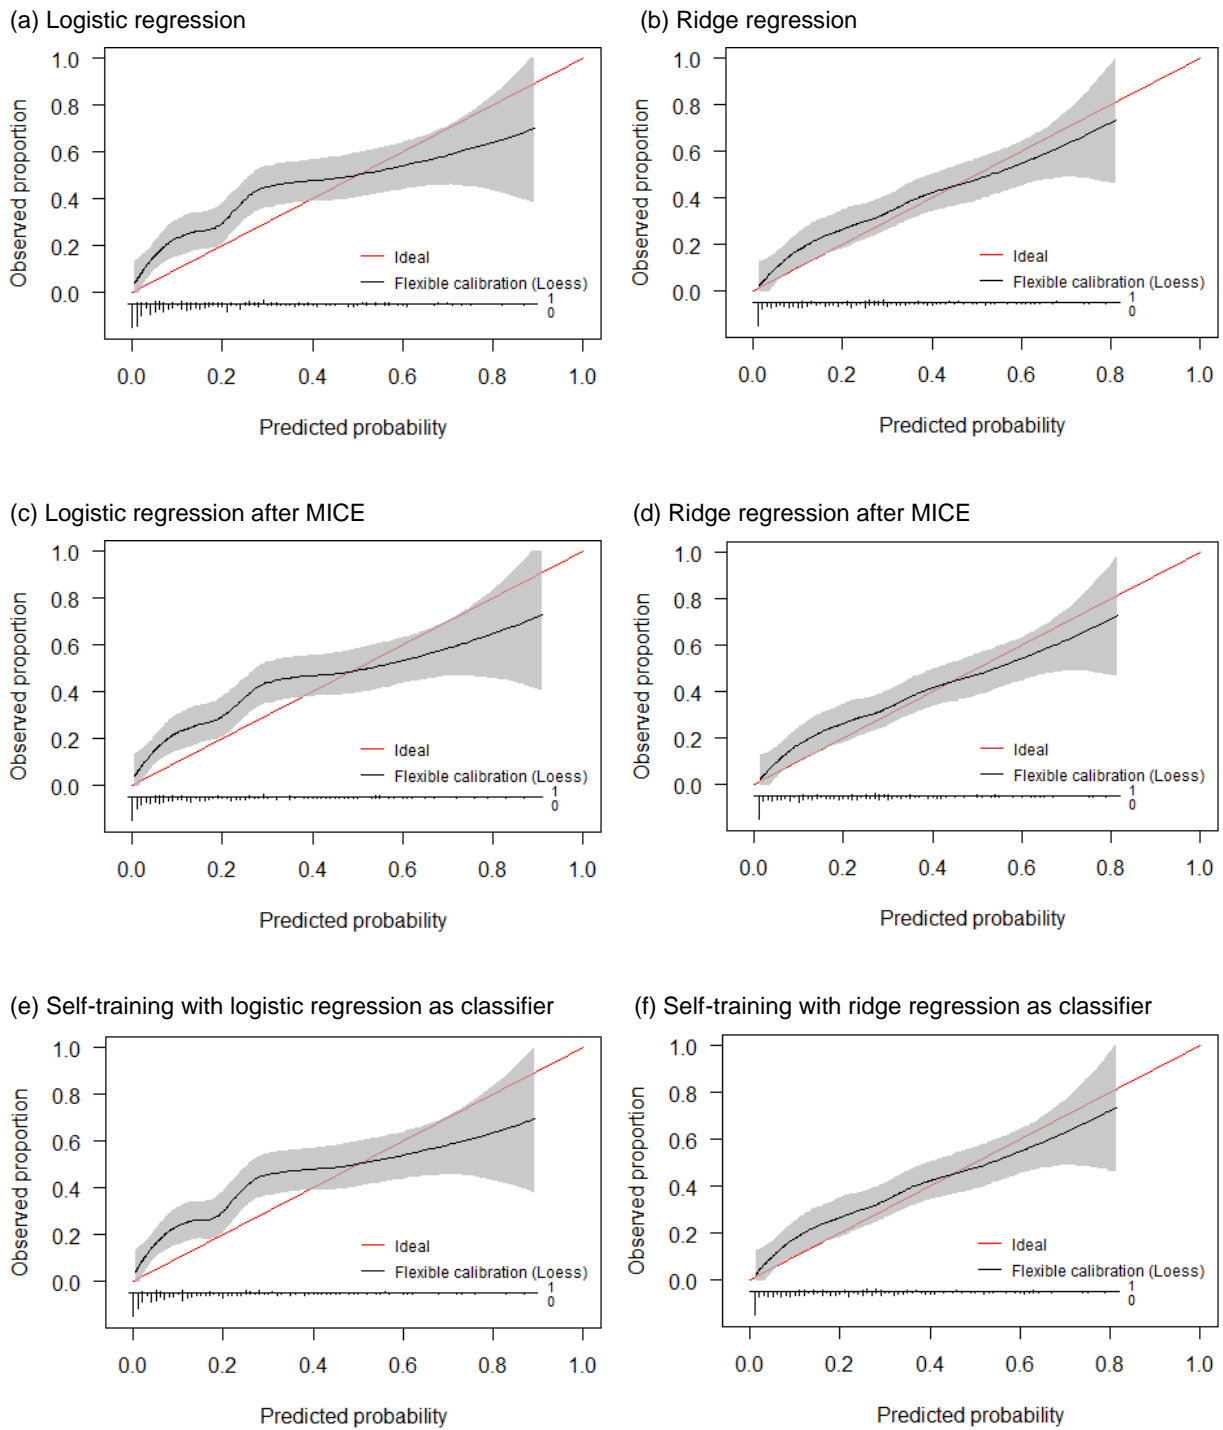 (a) Logistic regression
(b) Ridge regression
1.0
0.8
0.6
0.4
0.2
0.0
Observed proportion
Ideal
Flexible calibration (Loess)
1
0
0.0 0.2 0.4 0.6 0.8 1.0
Predicted probability
1.0
0.8
0.6
0.4
0.2
0.0
Observed proportion
Ideal
Flexible calibration (Loess)
1
0
0.0 0.2 0.4 0.6 0.8 1.0
Predicted probability
(c) Logistic regression after MICE
(d) Ridge regression after MICE
1.0
0.8
0.6
0.4
0.2
0.0
Observed proportion
Ideal
Flexible calibration (Loess)
1
0
0.0 0.2 0.4 0.6 0.8 1.0
Predicted probability
1.0
0.8
0.6
0.4
0.2
0.0
Observed proportion
Ideal
Flexible calibration (Loess)
1
0
0.0 0.2 0.4 0.6 0.8 1.0
Predicted probability
(e) Self-training with logistic regression as classifier
(f) Self-training with ridge regression as classifier
1.0
0.8
0.6
0.4
0.2
0.0
Observed proportion
Ideal
Flexible calibration (Loess)
1
0
0.0 0.2 0.4 0.6 0.8 1.0
Predicted probability
1.0
0.8
0.6
0.4
0.2
0.0
Observed proportion
Ideal
Flexible calibration (Loess)
1
0
0.0 0.2 0.4 0.6 0.8 1.0
Predicted probability